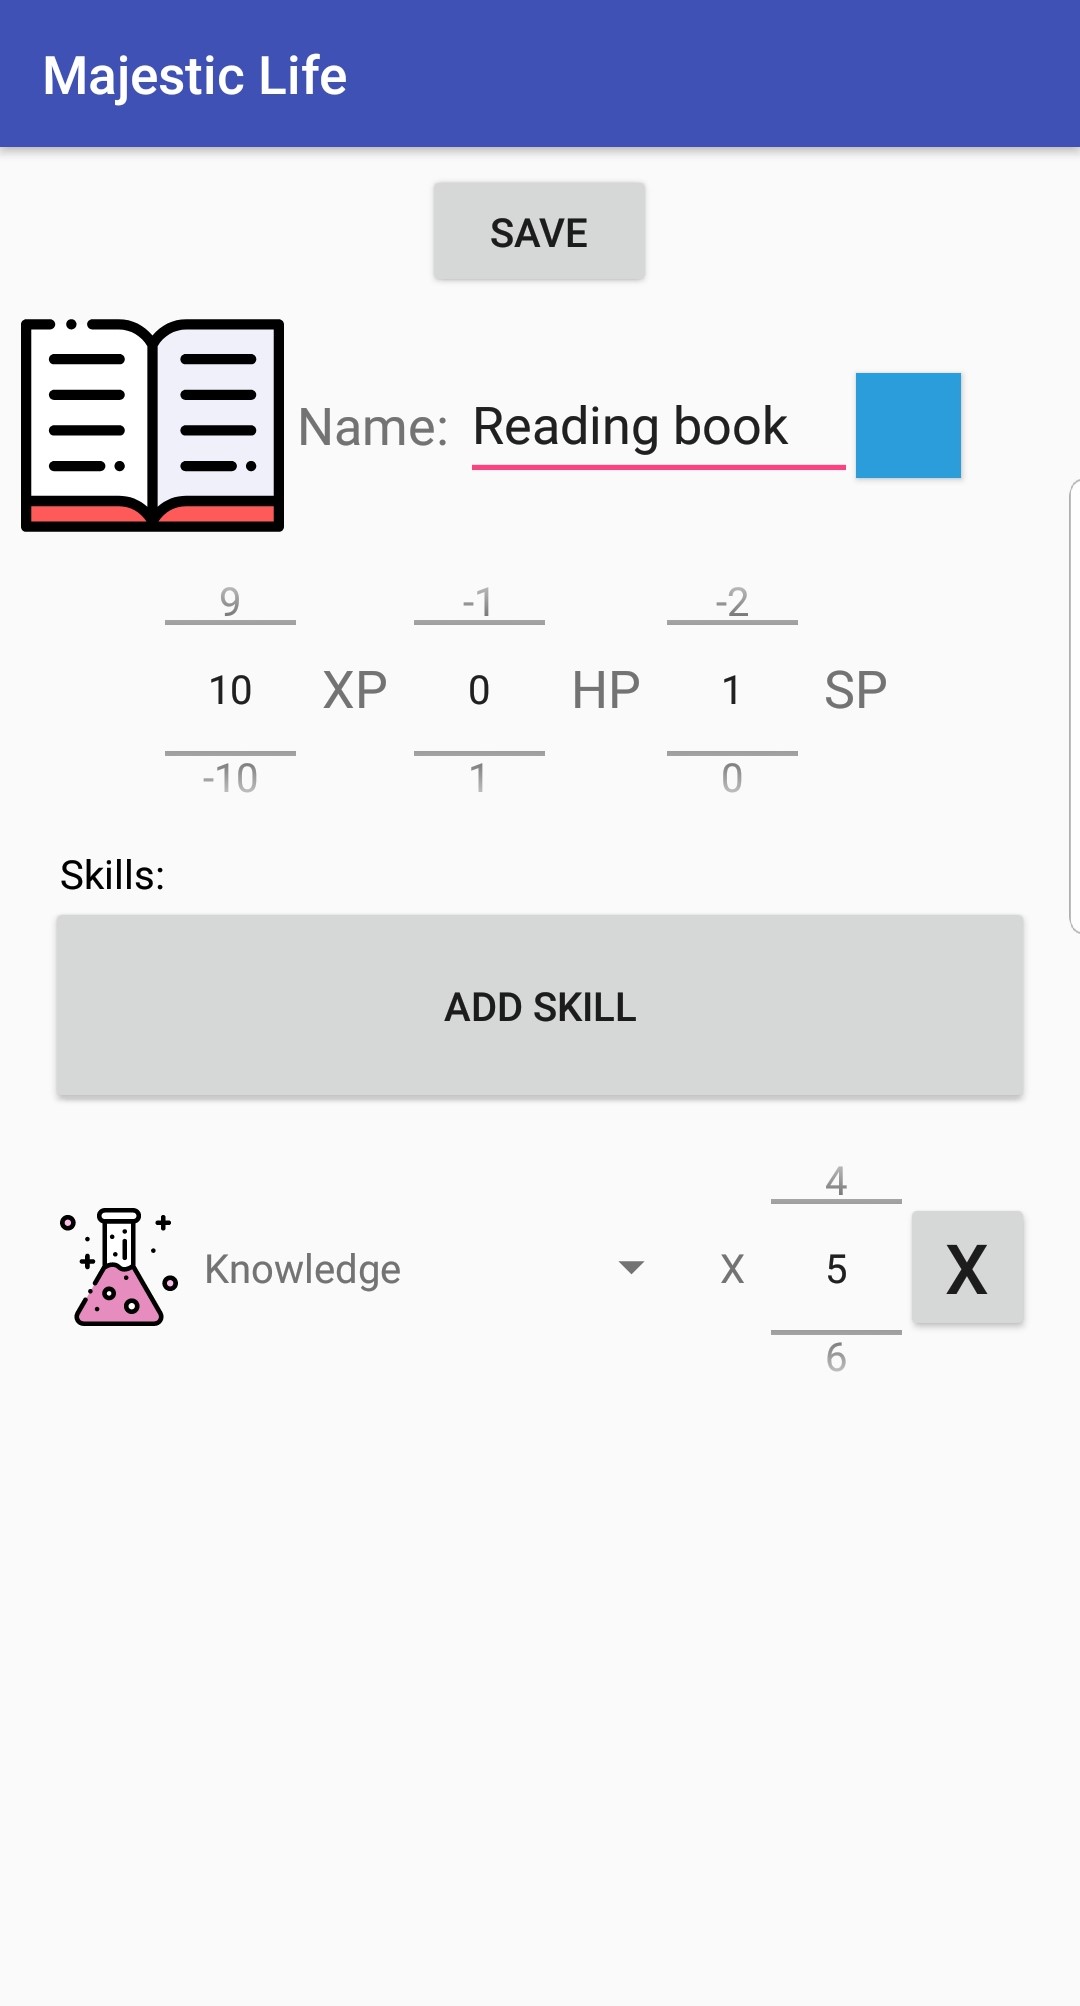 Majestic Life
SAVE
Name: Reading book
9 -1 -2
10 XP 0 HP 1 SP
-10 1 0
Skills:
ADD SKILL
4
Knowledge X 5 X
6